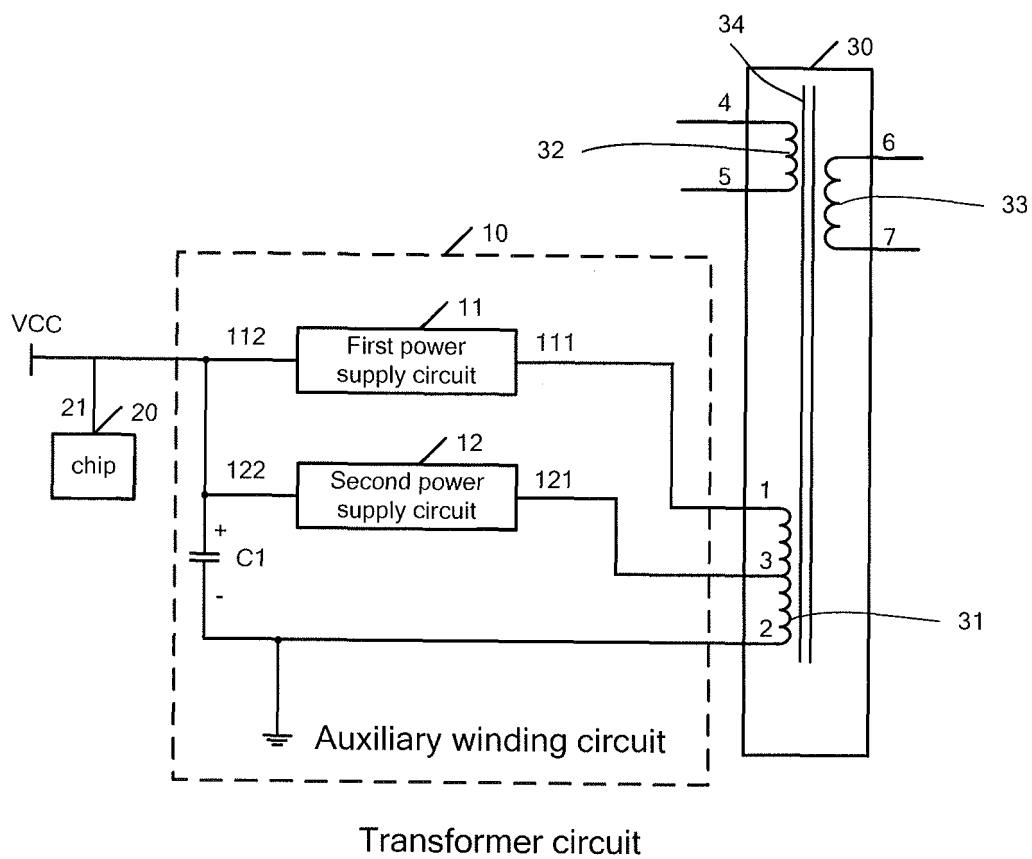 34
30
4
32
5
6
33
7
10
VCC
112
11
First power
supply circuit
111
21
20
chip
122
12
Second power
supply circuit
121
1
+
C1
3
-
2
31
Auxiliary winding circuit
Transformer circuit